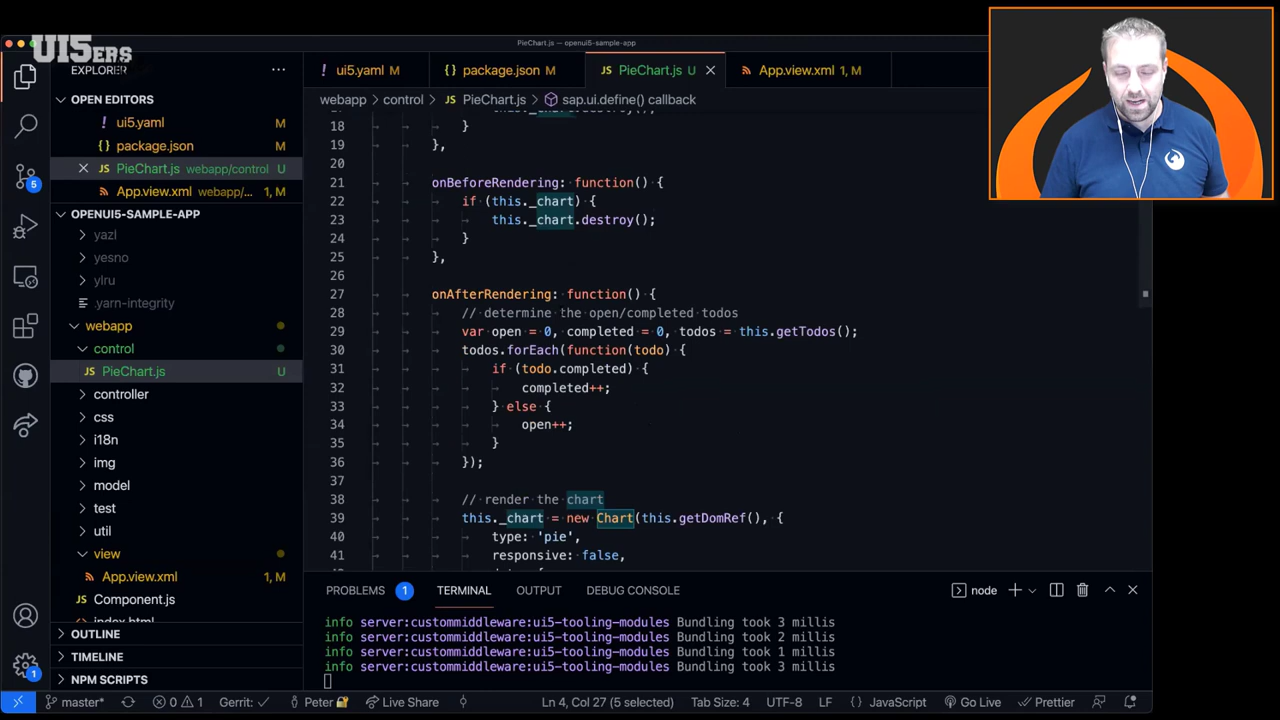 UI5ERS
PieChart.js — openui5-sample-app
EXPLORER
! ui5.yaml M
{} package.json M
JS PieChart.js U
App.view.xml 1, M
webapp > control > JS PieChart.js > sap.ui.define() callback
OPEN EDITORS
! ui5.yaml M
{} package.json M
JS PieChart.js webapp/control U
App.view.xml webapp/... 1, M
OPENUI5-SAMPLE-APP
yazl
yesno
ylru
.yarn-integrity
webapp
control
JS PieChart.js U
controller
css
i18n
img
model
test
util
view
App.view.xml 1, M
JS Component.js
index.html
OUTLINE
TIMELINE
NPM SCRIPTS
5
1
18 }
19 },
20
21 onBeforeRendering: function() {
22 if (this._chart) {
23 this._chart.destroy();
24 }
25 },
26
27 onAfterRendering: function() {
28 // determine the open/completed todos
29 var open = 0, completed = 0, todos = this.getTodos();
30 todos.forEach(function(todo) {
31 if (todo.completed) {
32 completed++;
33 } else {
34 open++;
35 }
36 });
37
38 // render the chart
39 this._chart = new Chart(this.getDomRef(), {
40 type: 'pie',
41 responsive: false,
PROBLEMS 1 TERMINAL OUTPUT DEBUG CONSOLE
node
info server:custommiddleware:ui5-tooling-modules Bundling took 3 millis
info server:custommiddleware:ui5-tooling-modules Bundling took 2 millis
info server:custommiddleware:ui5-tooling-modules Bundling took 1 millis
info server:custommiddleware:ui5-tooling-modules Bundling took 3 millis
master* 0 1 Gerrit: ✓ Peter Live Share Ln 4, Col 27 (5 selected) Tab Size: 4 UTF-8 LF {} JavaScript Go Live Prettier